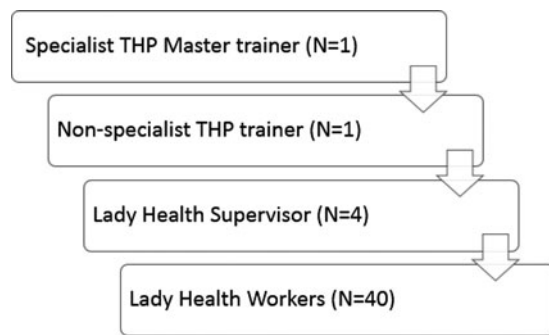 Specialist THP Master trainer (N=1)
Non-specialist THP trainer (N=1)
Lady Health Supervisor (N=4)
Lady Health Workers (N=40)